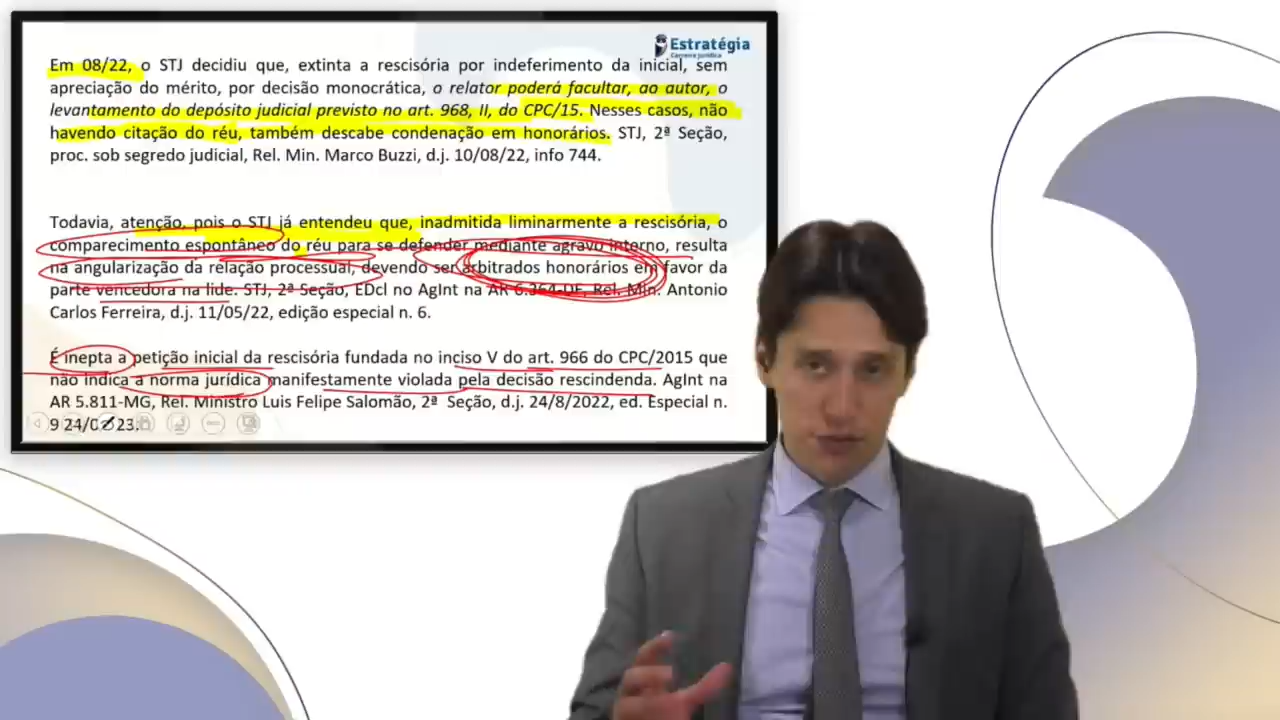 Estratégia
Carreira Jurídica
Em 08/22, o STJ decidiu que, extinta a rescisória por indeferimento da inicial, sem
apreciação do mérito, por decisão monocrática, o relator poderá facultar, ao autor, o
levantamento do depósito judicial previsto no art. 968, II, do CPC/15. Nesses casos, não
havendo citação do réu, também descabe condenação em honorários. STJ, 2ª Seção,
proc. sob segredo judicial, Rel. Min. Marco Buzzi, d.j. 10/08/22, info 744.
Todavia, atenção, pois o STJ já entendeu que, inadmitida liminarmente a rescisória, o
comparecimento espontâneo do réu para se defender mediante agravo interno, resulta
na angularização da relação processual, devendo ser arbitrados honorários em favor da
parte vencedora na lide. STJ, 2ª Seção, EDcl no AgInt na AR 6.364-DF, Rel. Min. Antonio
Carlos Ferreira, d.j. 11/05/22, edição especial n. 6.
É inepta a petição inicial da rescisória fundada no inciso V do art. 966 do CPC/2015 que
não indica a norma jurídica manifestamente violada pela decisão rescindenda. AgInt na
AR 5.811-MG, Rel. Ministro Luis Felipe Salomão, 2ª Seção, d.j. 24/8/2022, ed. Especial n.
9 23.